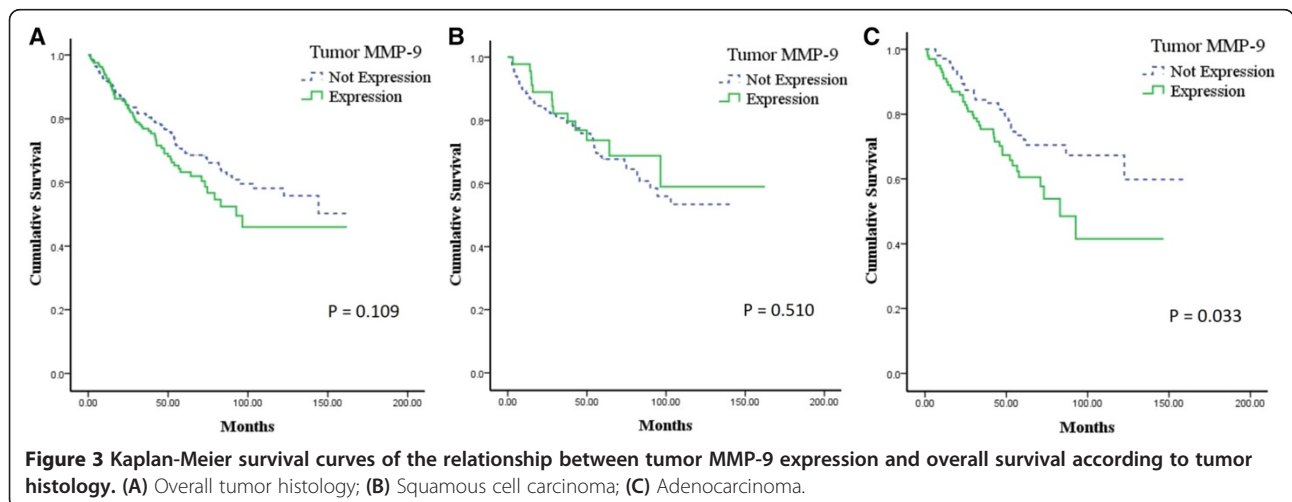 A
Tumor MMP-9
Not Expression
Expression
Cumulative Survival
1.0
0.8
0.6
0.4
0.2
0.0
P = 0.109
0.00 50.00 100.00 150.00 200.00
Months
B
Tumor MMP-9
Not Expression
Expression
Cumulative Survival
1.0
0.8
0.6
0.4
0.2
0.0
P = 0.510
0.00 50.00 100.00 150.00 200.00
Months
C
Tumor MMP-9
Not Expression
Expression
Cumulative Survival
1.0
0.8
0.6
0.4
0.2
0.0
P = 0.033
0.00 50.00 100.00 150.00 200.00
Months
Figure 3 Kaplan-Meier survival curves of the relationship between tumor MMP-9 expression and overall survival according to tumor
histology. (A) Overall tumor histology; (B) Squamous cell carcinoma; (C) Adenocarcinoma.